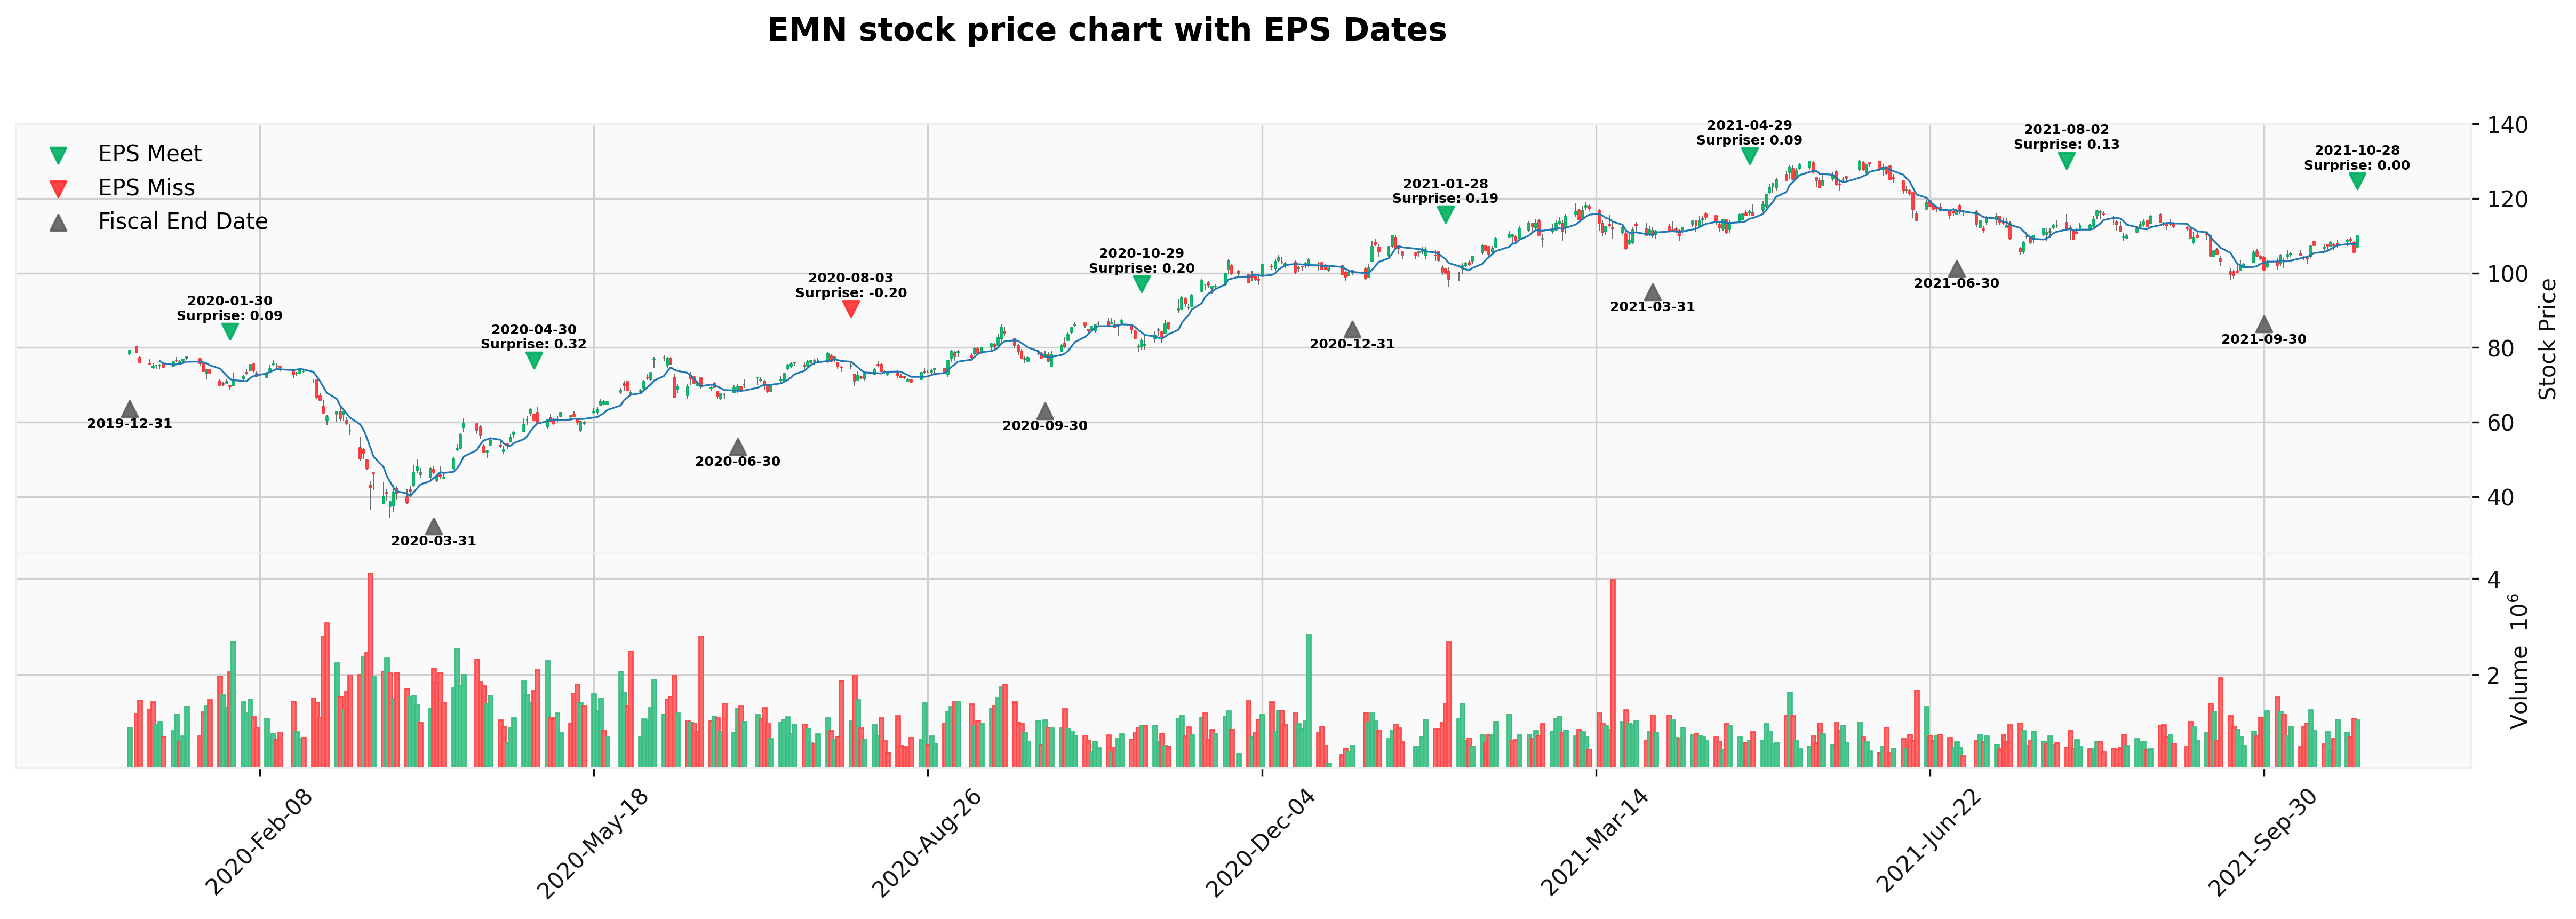 EMN stock price chart with EPS Dates
EPS Meet
EPS Miss
Fiscal End Date
2019-12-31
2020-01-30
Surprise: 0.09
2020-03-31
2020-04-30
Surprise: 0.32
2020-06-30
2020-08-03
Surprise: -0.20
2020-09-30
2020-10-29
Surprise: 0.20
2020-12-31
2021-01-28
Surprise: 0.19
2021-03-31
2021-04-29
Surprise: 0.09
2021-06-30
2021-08-02
Surprise: 0.13
2021-09-30
2021-10-28
Surprise: 0.00
140
120
100
80
60
40
Stock Price
4
2
Volume 10⁶
2020-Feb-08
2020-May-18
2020-Aug-26
2020-Dec-04
2021-Mar-14
2021-Jun-22
2021-Sep-30